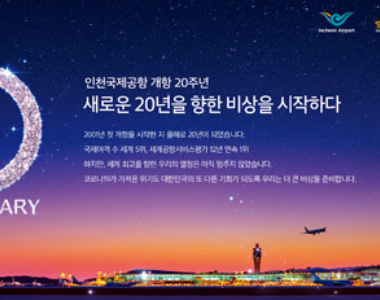 Incheon Airport
인천국제공항 개항 20주년
새로운 20년을 향한 비상을 시작하다
2001년 첫 개항을 시작한 지 올해로 20년이 되었습니다.
국제여객 수 세계 5위, 세계공항서비스평가 12년 연속 1위
하지만, 세계 최고를 향한 우리의 열정은 아직 멈추지 않았습니다.
코로나19가 가져온 위기도 대한민국의 또 다른 기회가 되도록 우리는 더 큰 비상을 준비합니다.
ARY